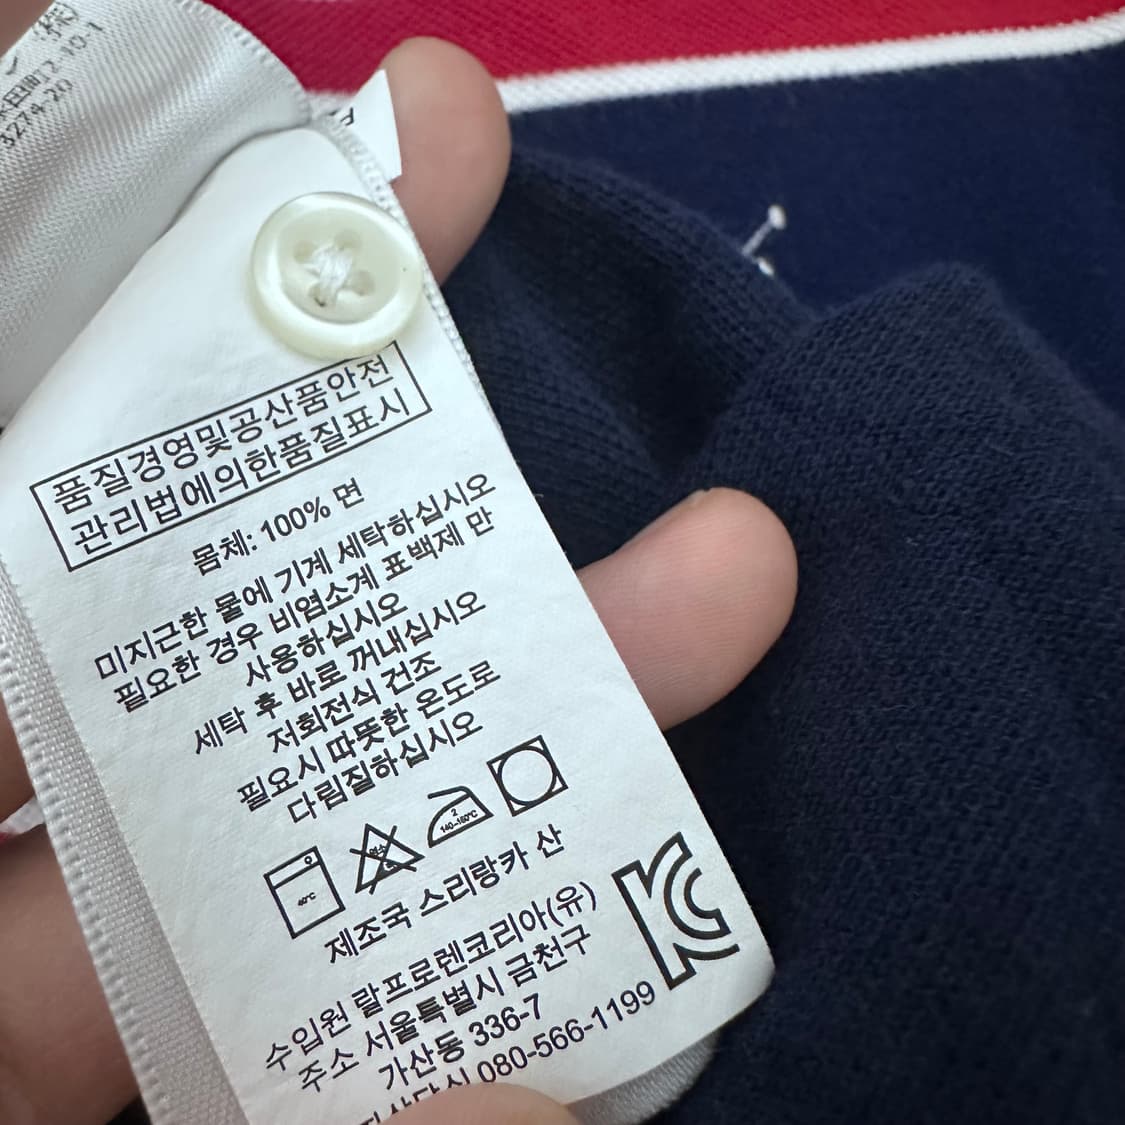 3274-20
품질경영및공산품안전
관리법에의한품질표시
몸체: 100% 면
미지근한 물에 기계 세탁하십시오
필요한 경우 비염소계 표백제 만
사용하십시오
세탁 후 바로 꺼내십시오
저회전식 건조
필요시 따뜻한 온도로
다림질하십시오
40℃
2
140~160℃
제조국 스리랑카 산
수입원 랄프로렌코리아(유)
주소 서울특별시 금천구
가산동 336-7
080-566-1199